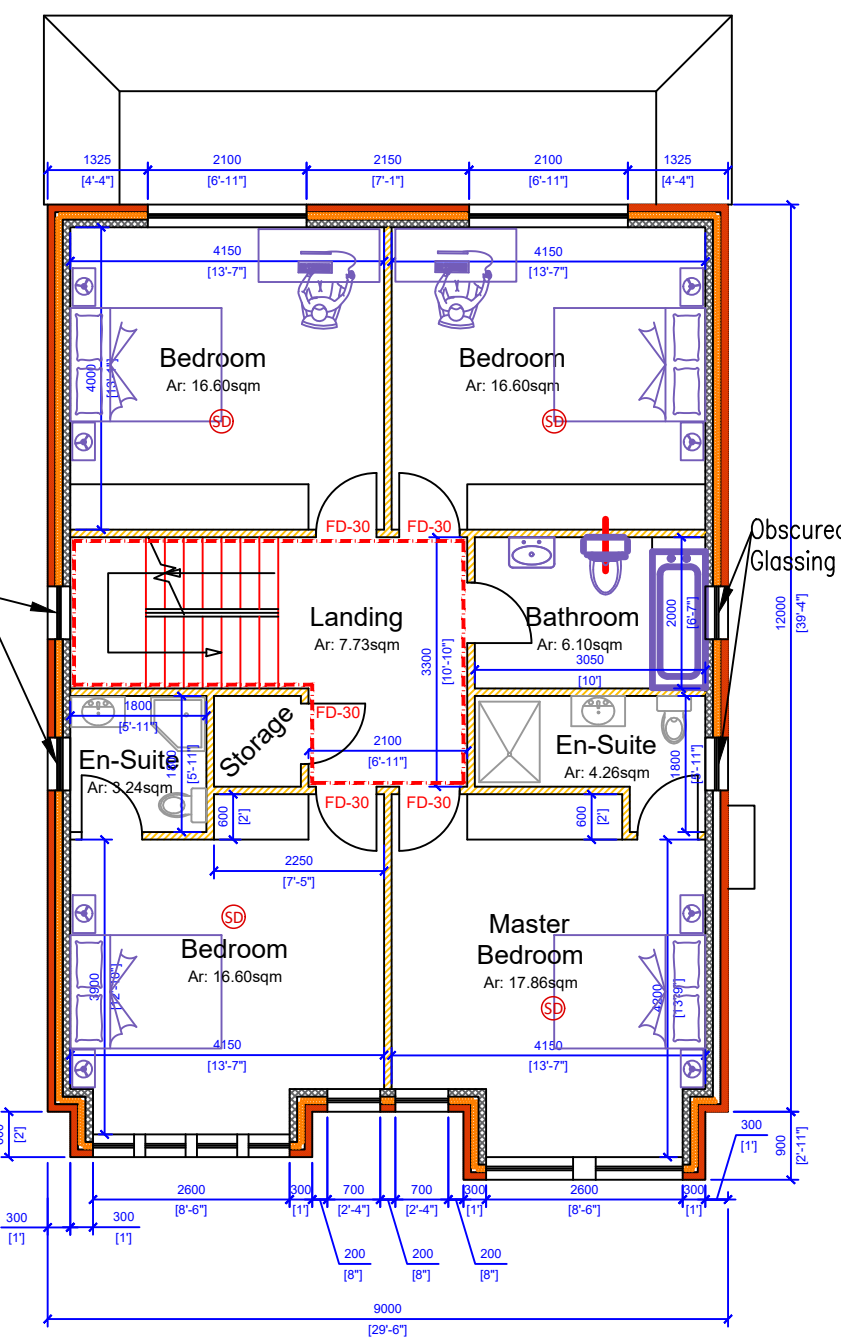 1325
[4'-4"]
2100
[6'-11"]
2150
[7'-1"]
2100
[6'-11"]
1325
[4'-4"]
4150
[13'-7"]
4150
[13'-7"]
4000
[13'-1"]
Bedroom
Ar: 16.60sqm
SD
Bedroom
Ar: 16.60sqm
SD
FD-30
FD-30
Obscured
Glassing
12000
[39'-4"]
Landing
Ar: 7.73sqm
3300
[10'-10"]
Bathroom
Ar: 6.10sqm
2000
[6'-7"]
3050
[10']
1800
[5'-11"]
En-Suite
Ar: 3.24sqm
1800
[5'-11"]
Storage
FD-30
2100
[6'-11"]
En-Suite
Ar: 4.26sqm
1800
[5'-11"]
600
[2']
FD-30
FD-30
600
[2']
2250
[7'-5"]
SD
Bedroom
Ar: 16.60sqm
3900
[12'-10"]
Master
Bedroom
Ar: 17.86sqm
SD
4200
[13'-9"]
4150
[13'-7"]
4150
[13'-7"]
[2']
300
[1']
900
[2'-11"]
2600
[8'-6"]
300
[1']
700
[2'-4"]
700
[2'-4"]
300
[1']
2600
[8'-6"]
300
[1']
300
[1']
300
[1']
200
[8"]
200
[8"]
200
[8"]
9000
[29'-6"]